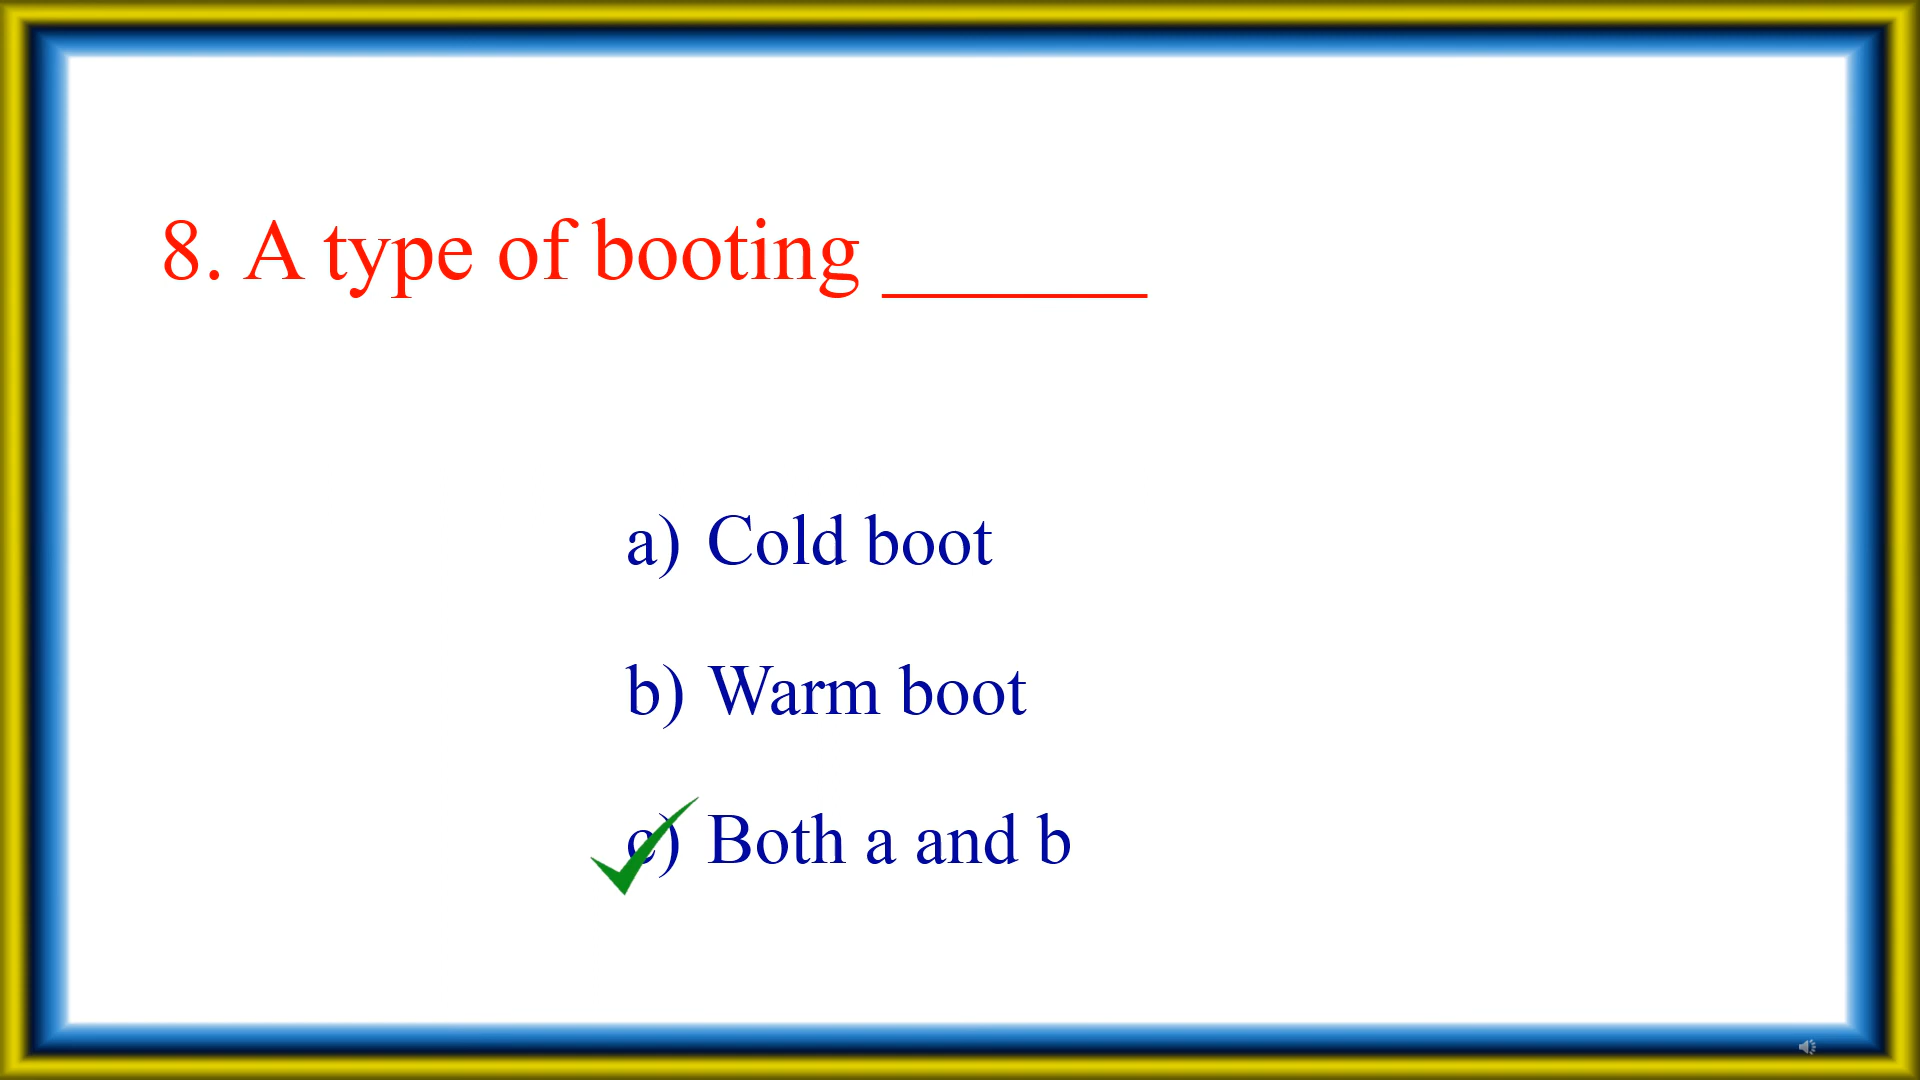 8. A type of booting ______
a) Cold boot
b) Warm boot
c) Both a and b